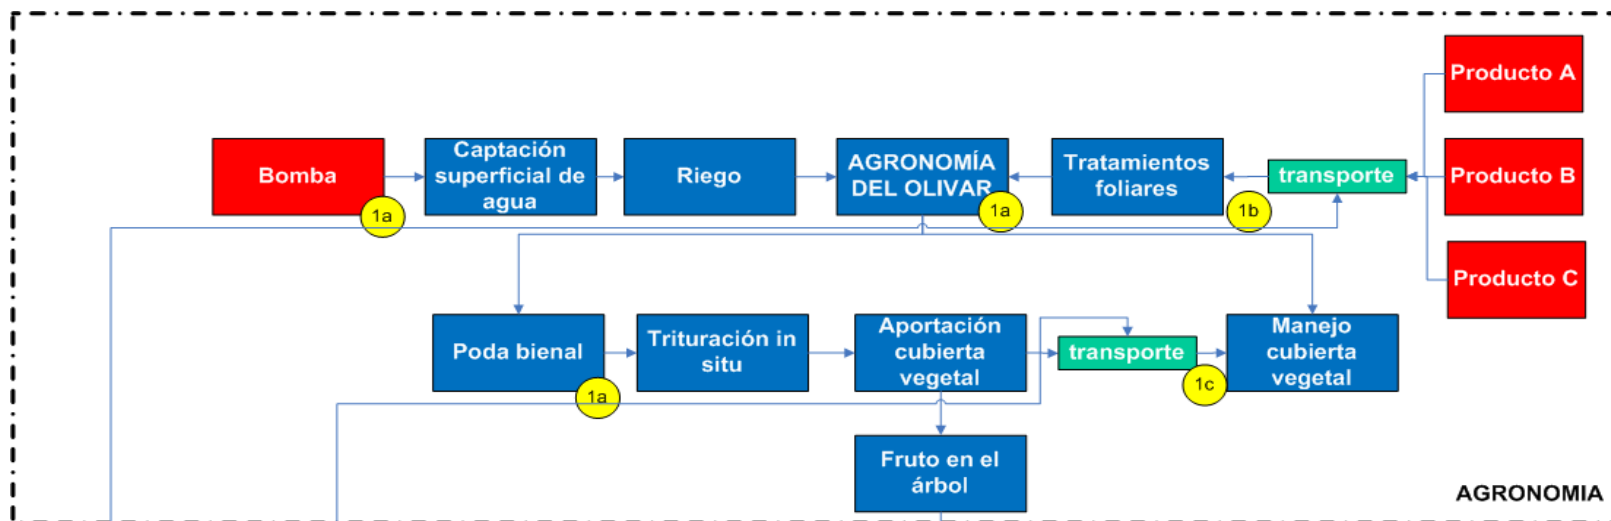 Producto A
Bomba
1a
Captación
superficial de
agua
Riego
AGRONOMÍA
DEL OLIVAR
1a
Tratamientos
foliares
1b
transporte
Producto B
Producto C
Poda bienal
1a
Trituración in
situ
Aportación
cubierta
vegetal
transporte
1c
Manejo
cubierta
vegetal
Fruto en el
árbol
AGRONOMIA